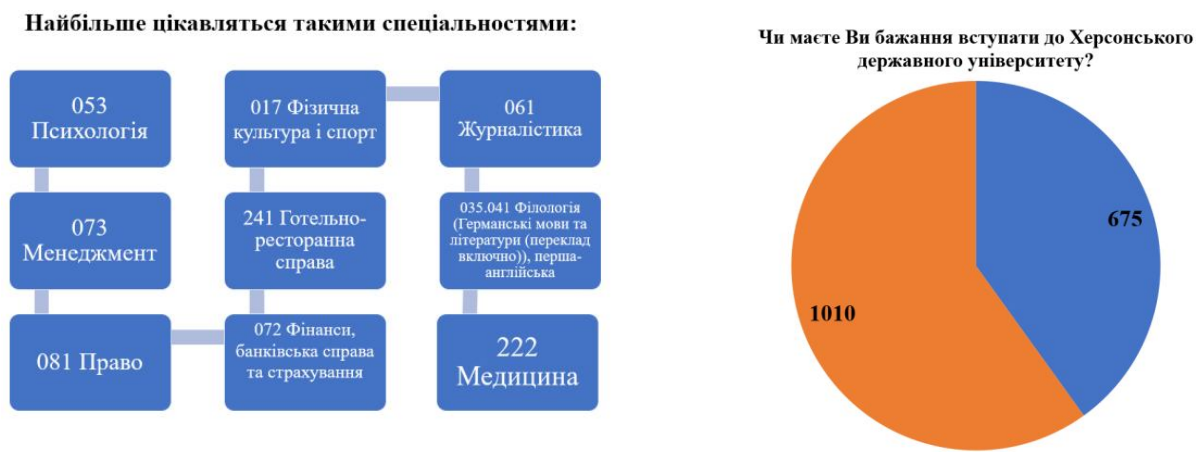 Найбільше цікавляться такими спеціальностями:
053
Психологія
073
Менеджмент
081 Право
072 Фінанси,
банківська справа
та страхування
241 Готельно-
ресторанна
справа
017 Фізична
культура і спорт
061
Журналістика
035.041 Філологія
(Германські мови та
літератури (переклад
включно)), перша-
англійська
222
Медицина
Чи маєте Ви бажання вступати до Херсонського
державного університету?
675
1010